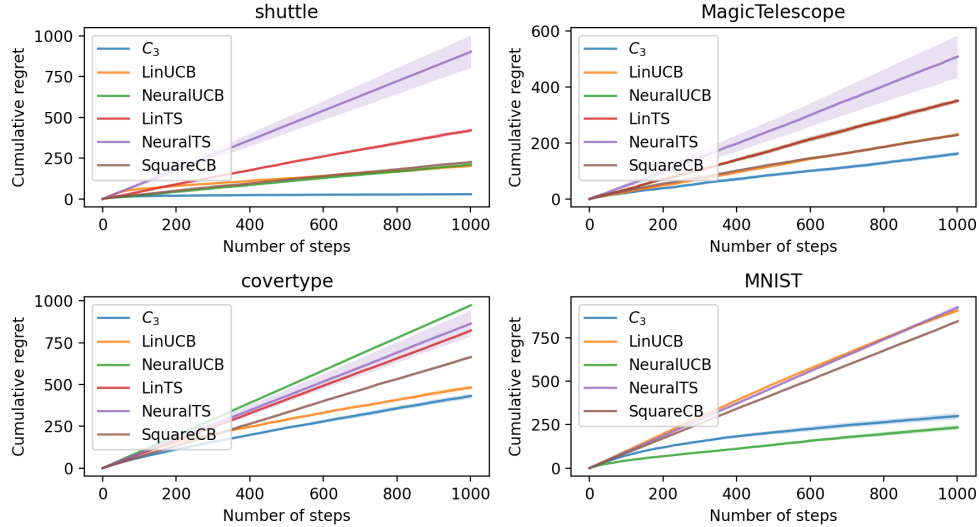 shuttle
Cumulative regret
1000
750
500
250
0
C₃
LinUCB
NeuralUCB
LinTS
NeuralTS
SquareCB
0 200 400 600 800 1000
Number of steps
MagicTelescope
Cumulative regret
600
400
200
0
C₃
LinUCB
NeuralUCB
LinTS
NeuralTS
SquareCB
0 200 400 600 800 1000
Number of steps
covertype
Cumulative regret
1000
750
500
250
0
C₃
LinUCB
NeuralUCB
LinTS
NeuralTS
SquareCB
0 200 400 600 800 1000
Number of steps
MNIST
Cumulative regret
750
500
250
0
C₃
LinUCB
NeuralUCB
NeuralTS
SquareCB
0 200 400 600 800 1000
Number of steps